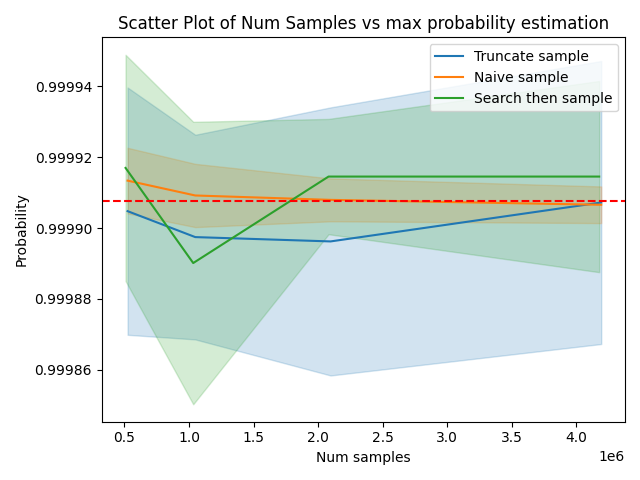 Scatter Plot of Num Samples vs max probability estimation
Truncate sample
Naive sample
Search then sample
Probability
0.99994
0.99992
0.99990
0.99988
0.99986
0.5 1.0 1.5 2.0 2.5 3.0 3.5 4.0
1e6
Num samples